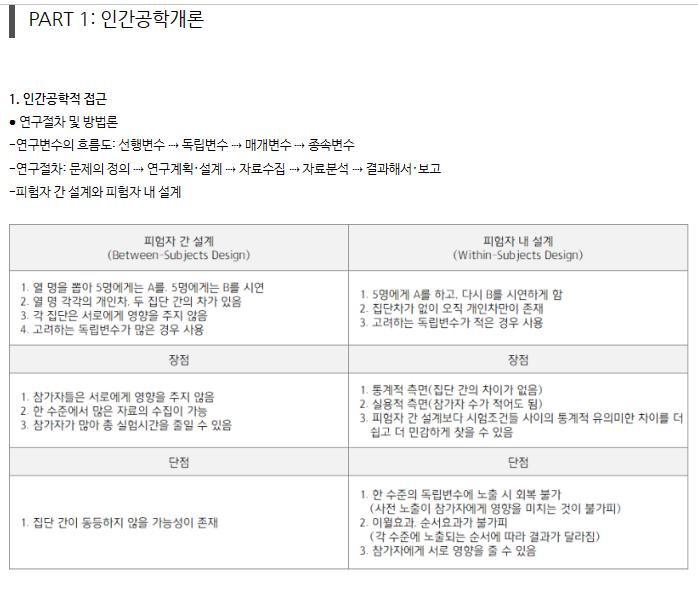 PART 1: 인간공학개론
1. 인간공학적 접근
● 연구절차 및 방법론
-연구변수의 흐름도: 선행변수 → 독립변수 → 매개변수 → 종속변수
-연구절차: 문제의 정의 → 연구계획·설계 → 자료수집 → 자료분석 → 결과해서·보고
-피험자 간 설계와 피험자 내 설계
피험자 간 설계
(Between-Subjects Design)
1. 열 명을 뽑아 5명에게는 A를, 5명에게는 B를 시연
2. 열 명 각각의 개인차, 두 집단 간의 차가 있음
3. 각 집단은 서로에게 영향을 주지 않음
4. 고려하는 독립변수가 많은 경우 사용
피험자 내 설계
(Within-Subjects Design)
1. 5명에게 A를 하고, 다시 B를 시연하게 함
2. 집단차가 없이 오직 개인차만이 존재
3. 고려하는 독립변수가 적은 경우 사용
장점
1. 참가자들은 서로에게 영향을 주지 않음
2. 한 수준에서 많은 자료의 수집이 가능
3. 참가자가 많아 총 실험시간을 줄일 수 있음
장점
1. 통계적 측면(집단 간의 차이가 없음)
2. 실용적 측면(참가자 수가 적어도 됨)
3. 피험자 간 설계보다 시험조건들 사이의 통계적 유의미한 차이를 더
쉽고 더 민감하게 찾을 수 있음
단점
1. 집단 간이 동등하지 않을 가능성이 존재
단점
1. 한 수준의 독립변수에 노출 시 회복 불가
(사전 노출이 참가자에게 영향을 미치는 것이 불가피)
2. 이월효과, 순서효과가 불가피
(각 수준에 노출되는 순서에 따라 결과가 달라짐)
3. 참가자에게 서로 영향을 줄 수 있음